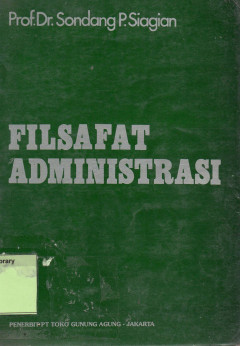 Prof.Dr. Sondang P. Siagian
FILSAFAT
ADMINISTRASI
PENERBIT PT TOKO GUNUNG AGUNG - JAKARTA